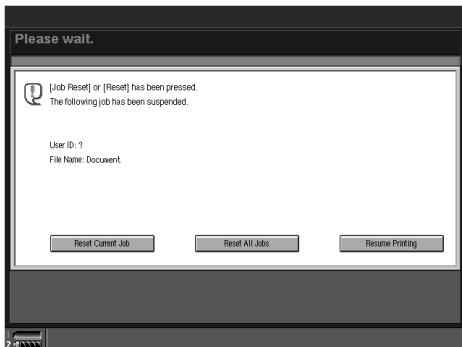 Please wait.
[Job Reset] or [Reset] has been pressed.
The following job has been suspended.
User ID: ?
File Name: Document.
Reset Current Job
Reset All Jobs
Resume Printing